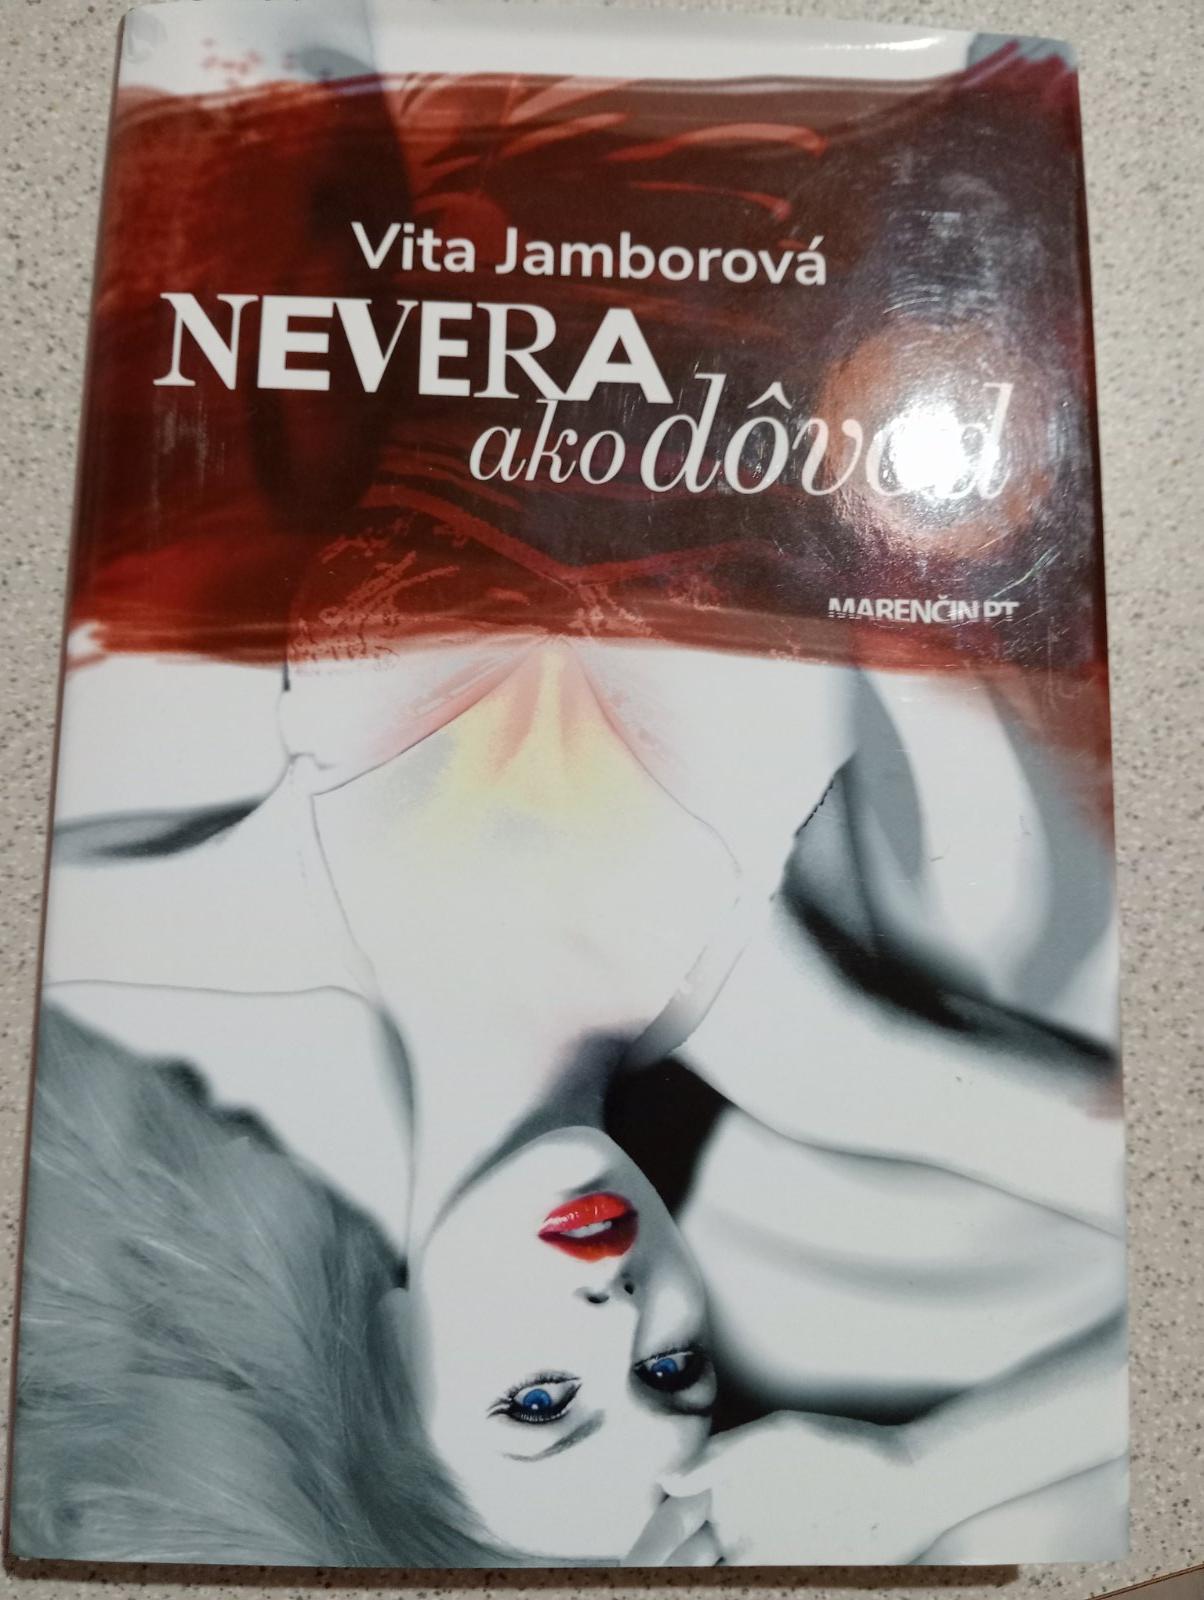 Vita Jamborová
NEVERA
ako dôvod
MARENČIN PT